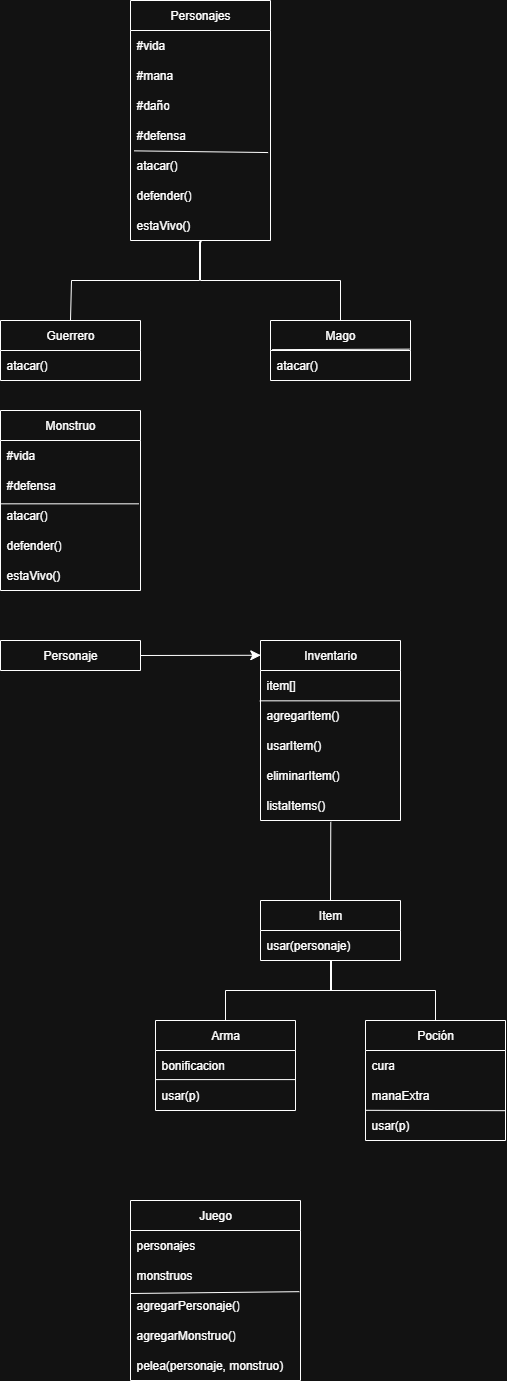 Personajes
#vida
#mana
#daño
#defensa
atacar()
defender()
estaVivo()
Guerrero
atacar()
Mago
atacar()
Monstruo
#vida
#defensa
atacar()
defender()
estaVivo()
Personaje
Inventario
item[]
agregarItem()
usarItem()
eliminarItem()
listaItems()
Item
usar(personaje)
Arma
bonificacion
usar(p)
Poción
cura
manaExtra
usar(p)
Juego
personajes
monstruos
agregarPersonaje()
agregarMonstruo()
pelea(personaje, monstruo)